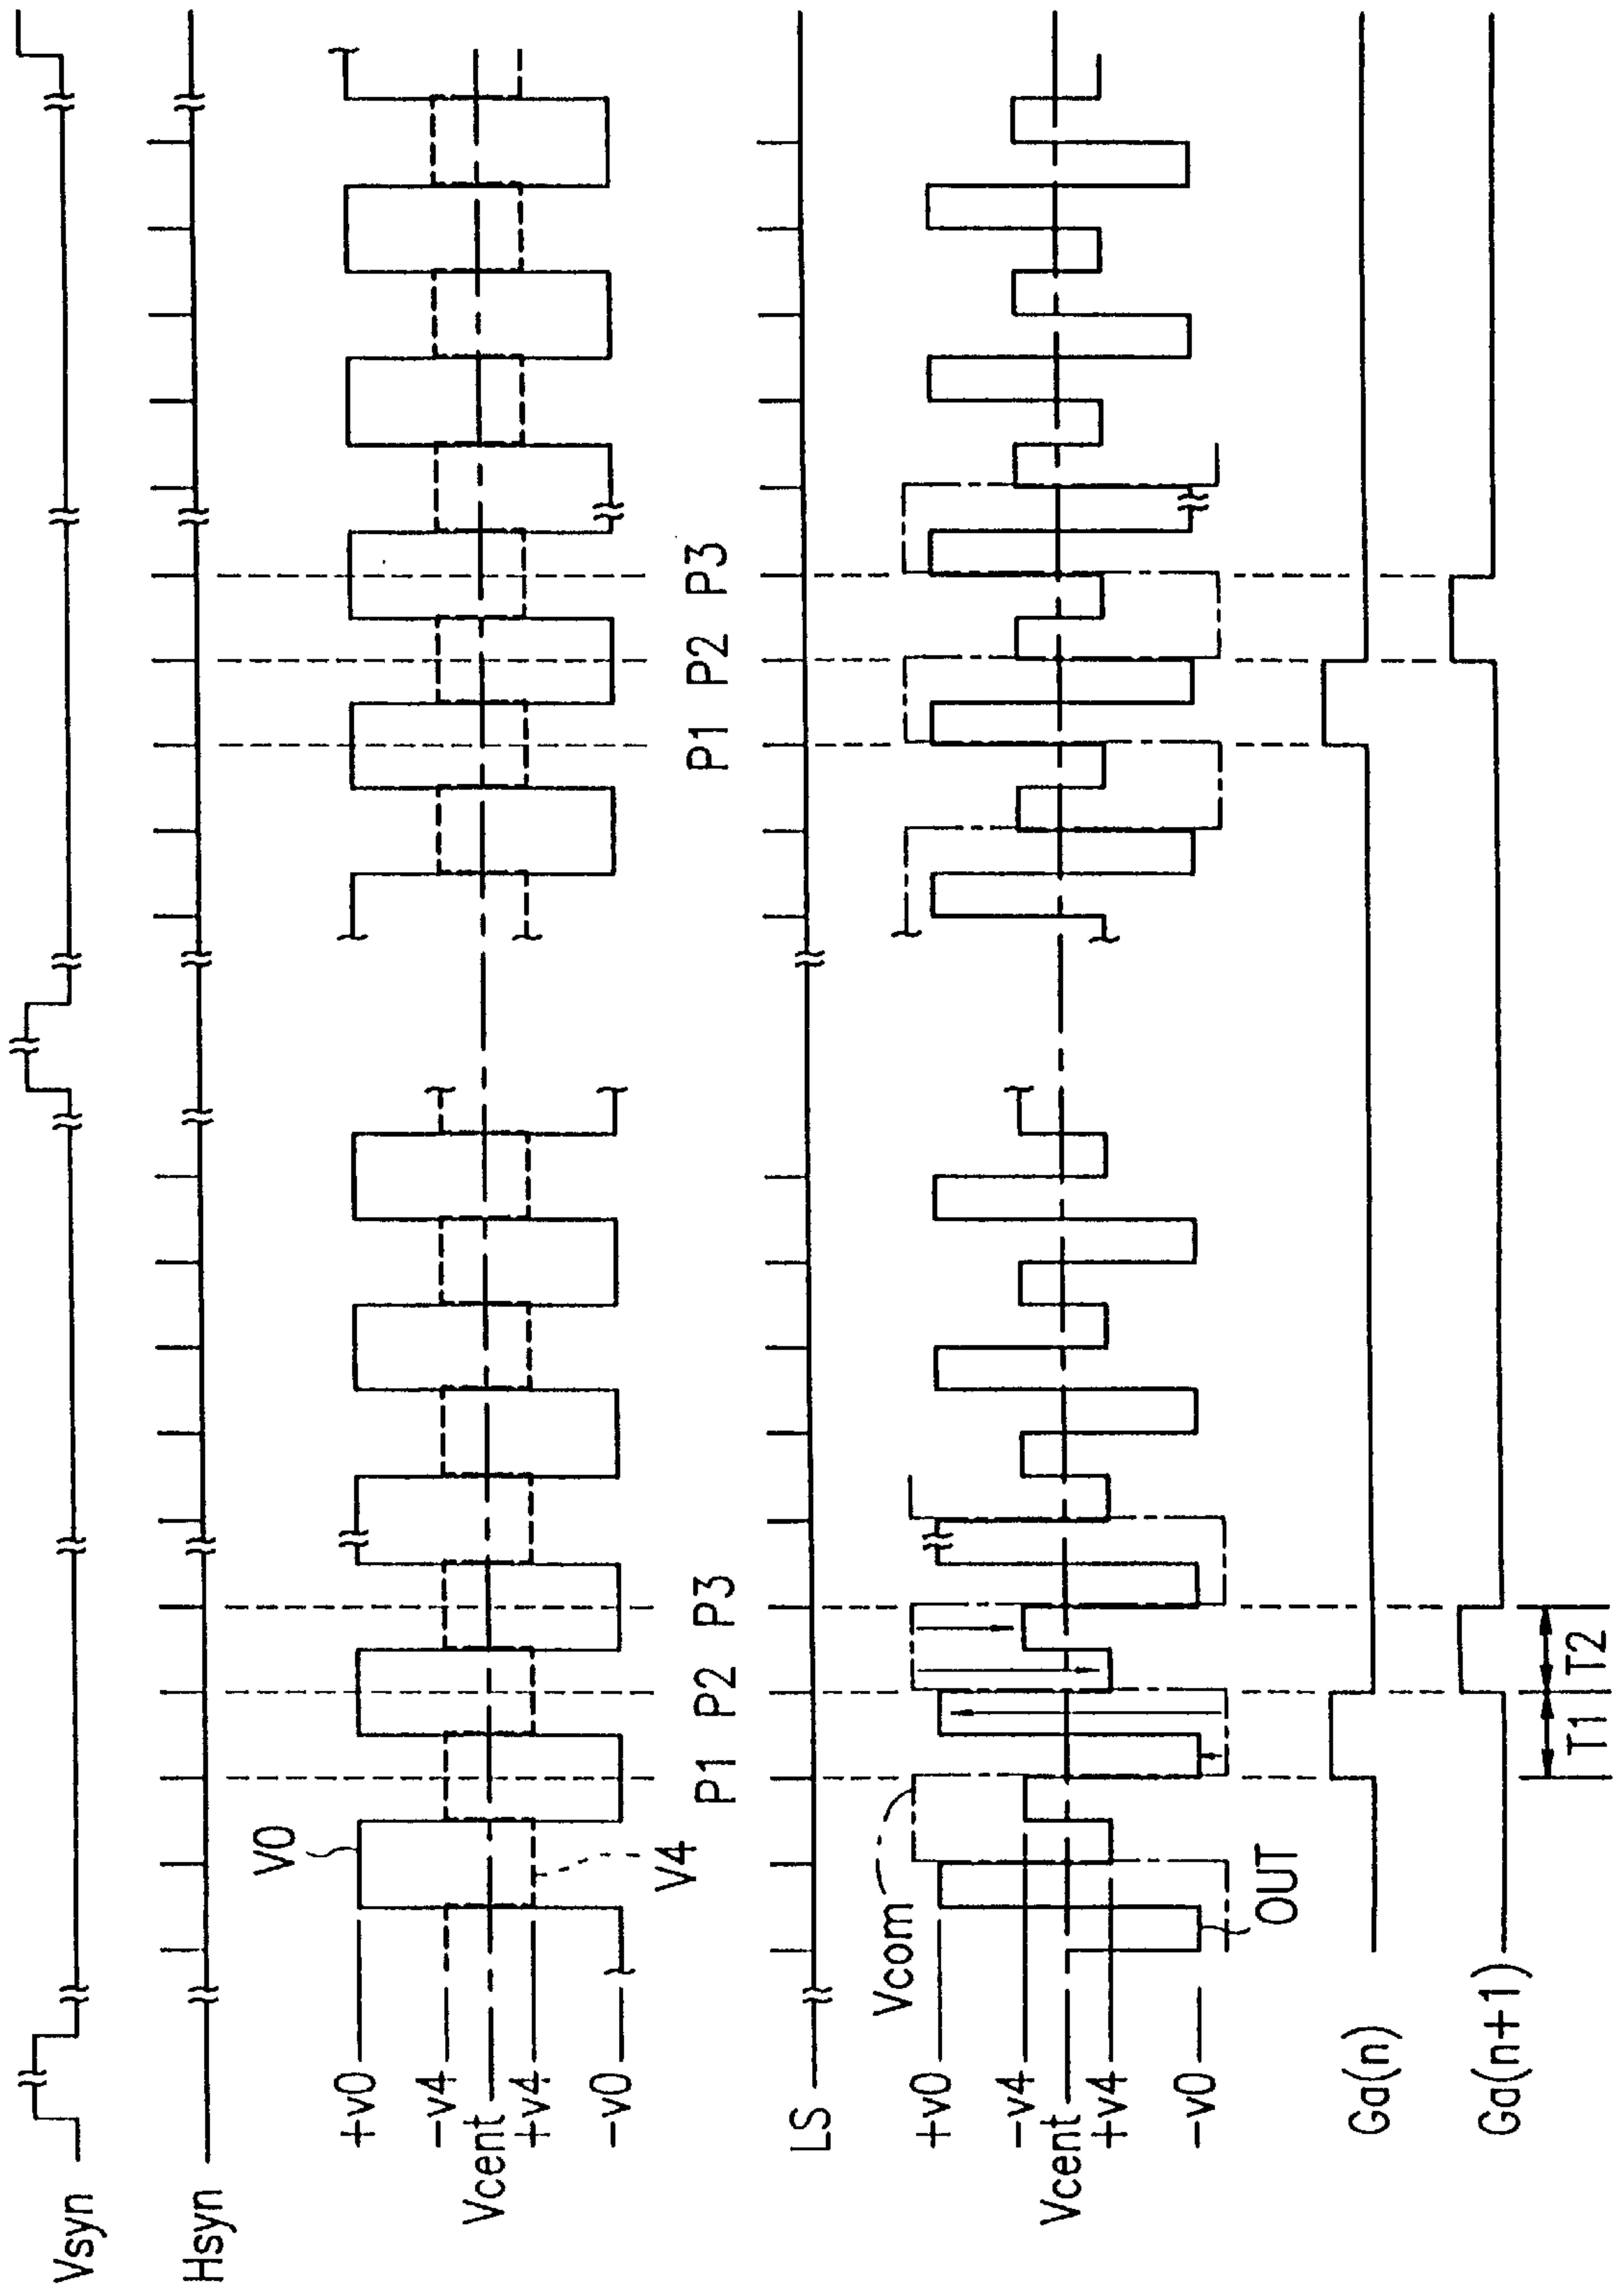 Vsyn
Hsyn
V0
+v0
-v4
Vcent
+v4
-v0
V4
P1 P2 P3
P1 P2 P3
LS
Vcom
+v0
-v4
Vcent
+v4
-v0
OUT
Ga(n)
Ga(n+1)
T1 T2